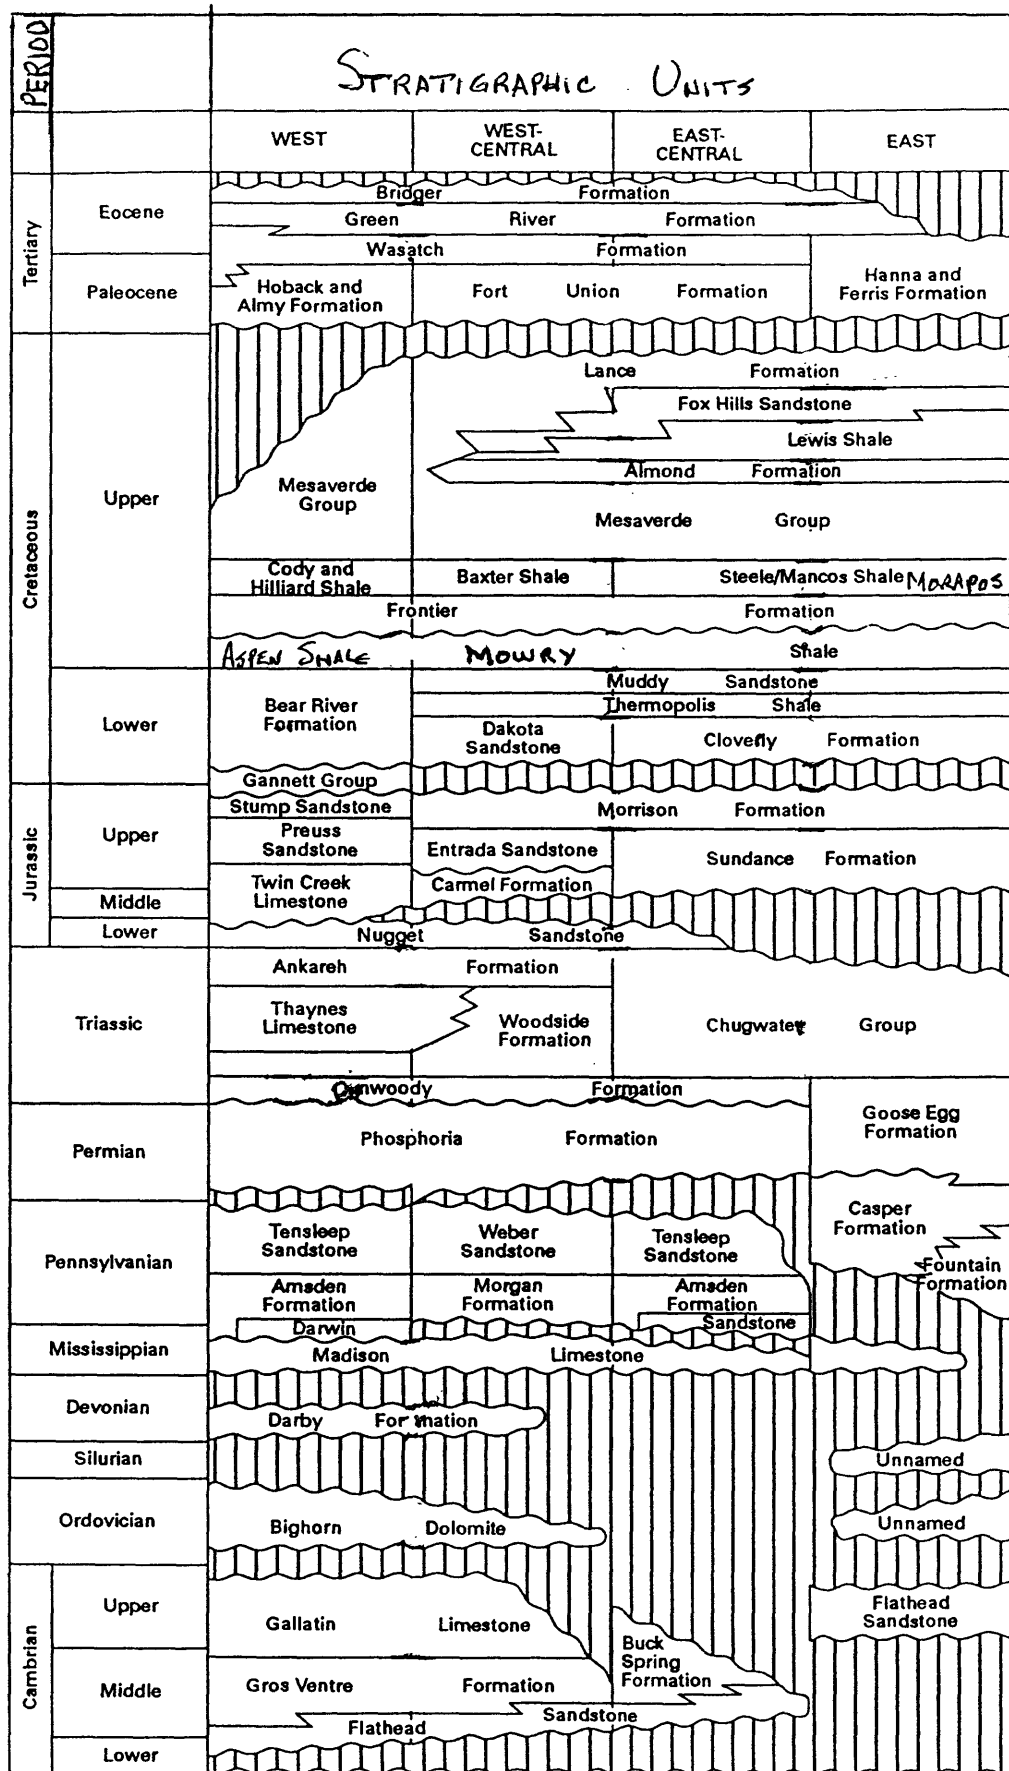 PERIOD
STRATIGRAPHIC UNITS
WEST
WEST-
CENTRAL
EAST-
CENTRAL
EAST
Tertiary
Eocene
Bridger Formation
Green River Formation
Wasatch Formation
Paleocene
Hoback and
Almy Formation
Fort Union Formation
Hanna and
Ferris Formation
Cretaceous
Upper
Lance Formation
Fox Hills Sandstone
Lewis Shale
Almond Formation
Mesaverde
Group
Mesaverde Group
Cody and
Hilliard Shale
Baxter Shale
Steele/Mancos Shale MORAPOS
Frontier Formation
ASPEN SHALE MOWRY Shale
Lower
Muddy Sandstone
Thermopolis Shale
Bear River
Formation
Dakota
Sandstone
Cloverly Formation
Gannett Group
Jurassic
Upper
Stump Sandstone
Morrison Formation
Preuss
Sandstone
Entrada Sandstone
Sundance Formation
Twin Creek
Limestone
Carmel Formation
Middle
Lower
Nugget Sandstone
Triassic
Ankareh Formation
Thaynes
Limestone
Woodside
Formation
Chugwater Group
Dinwoody Formation
Permian
Phosphoria Formation
Goose Egg
Formation
Pennsylvanian
Tensleep
Sandstone
Weber
Sandstone
Tensleep
Sandstone
Casper
Formation
Fountain
Formation
Amsden
Formation
Morgan
Formation
Amsden
Formation
Darwin
Sandstone
Mississippian
Madison Limestone
Devonian
Darby Formation
Silurian
Unnamed
Ordovician
Bighorn Dolomite
Unnamed
Cambrian
Upper
Gallatin Limestone
Flathead
Sandstone
Buck
Spring
Formation
Middle
Gros Ventre Formation
Flathead Sandstone
Lower